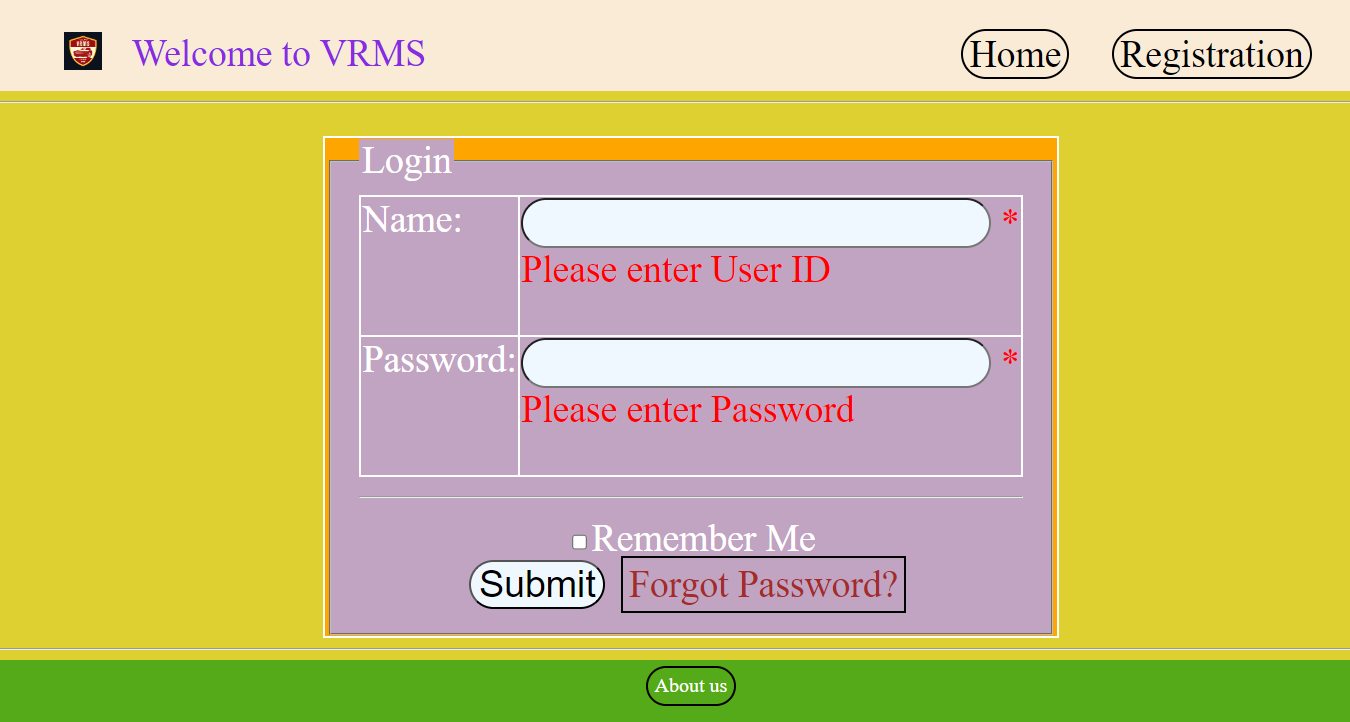 VRMS
Welcome to VRMS
Home
Registration
Login
Name:
*
Please enter User ID
Password:
*
Please enter Password
Remember Me
Submit
Forgot Password?
About us